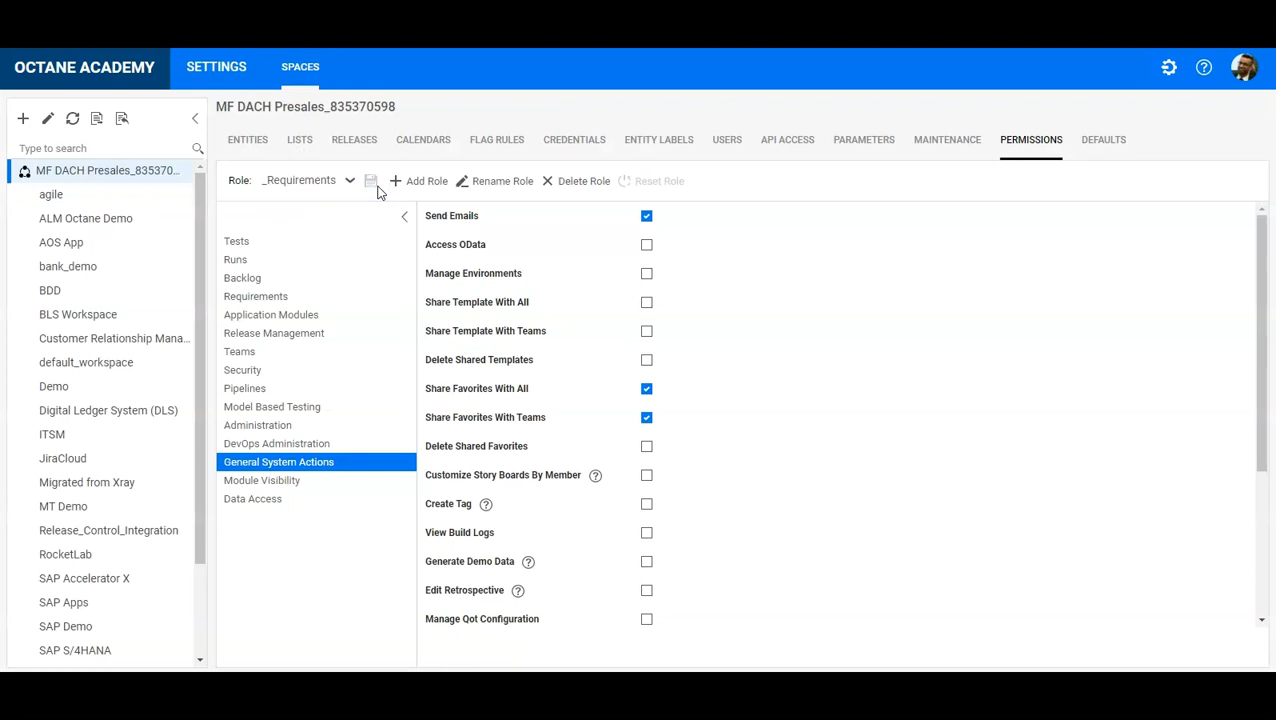 OCTANE ACADEMY
SETTINGS
SPACES
MF DACH Presales_835370598
ENTITIES LISTS RELEASES CALENDARS FLAG RULES CREDENTIALS ENTITY LABELS USERS API ACCESS PARAMETERS MAINTENANCE PERMISSIONS DEFAULTS
Type to search
MF DACH Presales_835370...
agile
ALM Octane Demo
AOS App
bank_demo
BDD
BLS Workspace
Customer Relationship Mana...
default_workspace
Demo
Digital Ledger System (DLS)
ITSM
JiraCloud
Migrated from Xray
MT Demo
Release_Control_Integration
RocketLab
SAP Accelerator X
SAP Apps
SAP Demo
SAP S/4HANA
Role: _Requirements Add Role Rename Role Delete Role Reset Role
Tests
Runs
Backlog
Requirements
Application Modules
Release Management
Teams
Security
Pipelines
Model Based Testing
Administration
DevOps Administration
General System Actions
Module Visibility
Data Access
Send Emails
Access OData
Manage Environments
Share Template With All
Share Template With Teams
Delete Shared Templates
Share Favorites With All
Share Favorites With Teams
Delete Shared Favorites
Customize Story Boards By Member
Create Tag
View Build Logs
Generate Demo Data
Edit Retrospective
Manage Qot Configuration